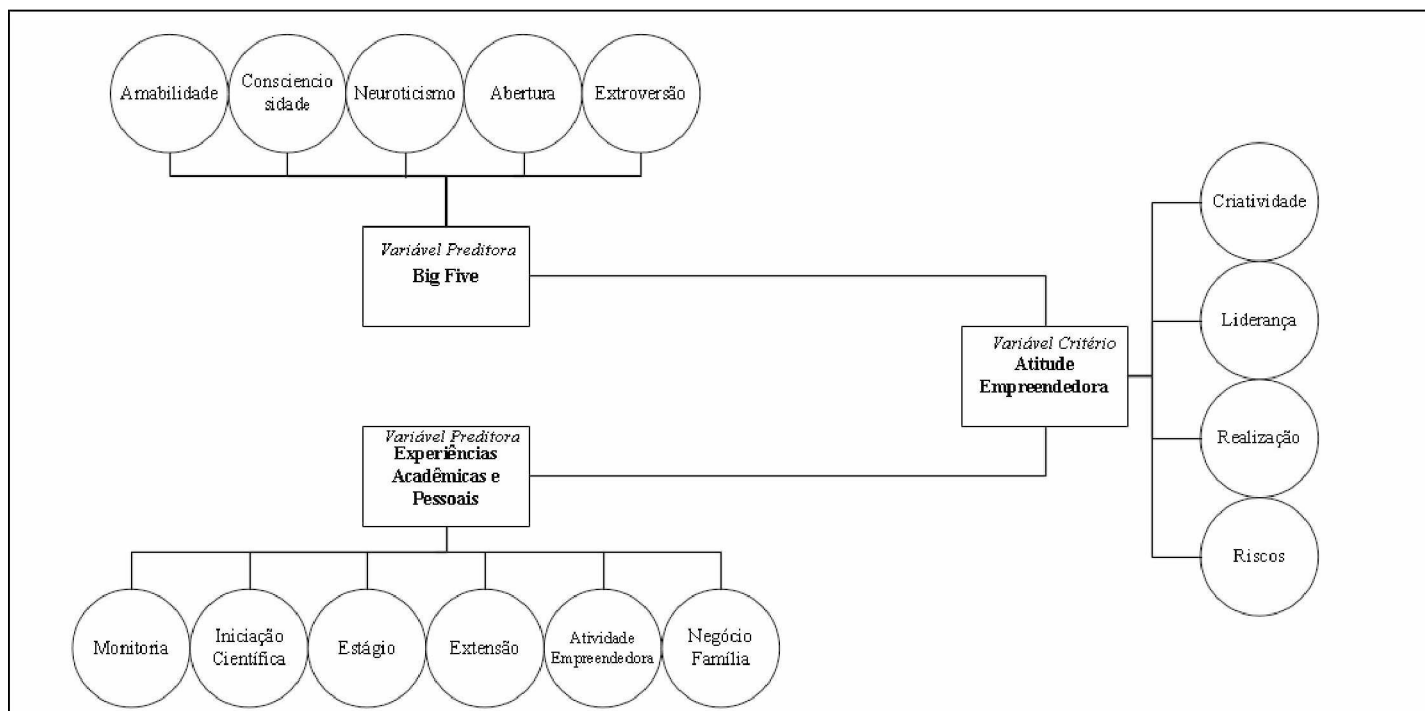 Amabilidade
Consciencio
sidade
Neuroticismo
Abertura
Extroversão
Variável Preditora
Big Five
Variável Critério
Atitude
Empreendedora
Criatividade
Liderança
Realização
Riscos
Variável Preditora
Experiências
Acadêmicas e
Pessoais
Monitoria
Iniciação
Científica
Estágio
Extensão
Atividade
Empreendedora
Negócio
Família